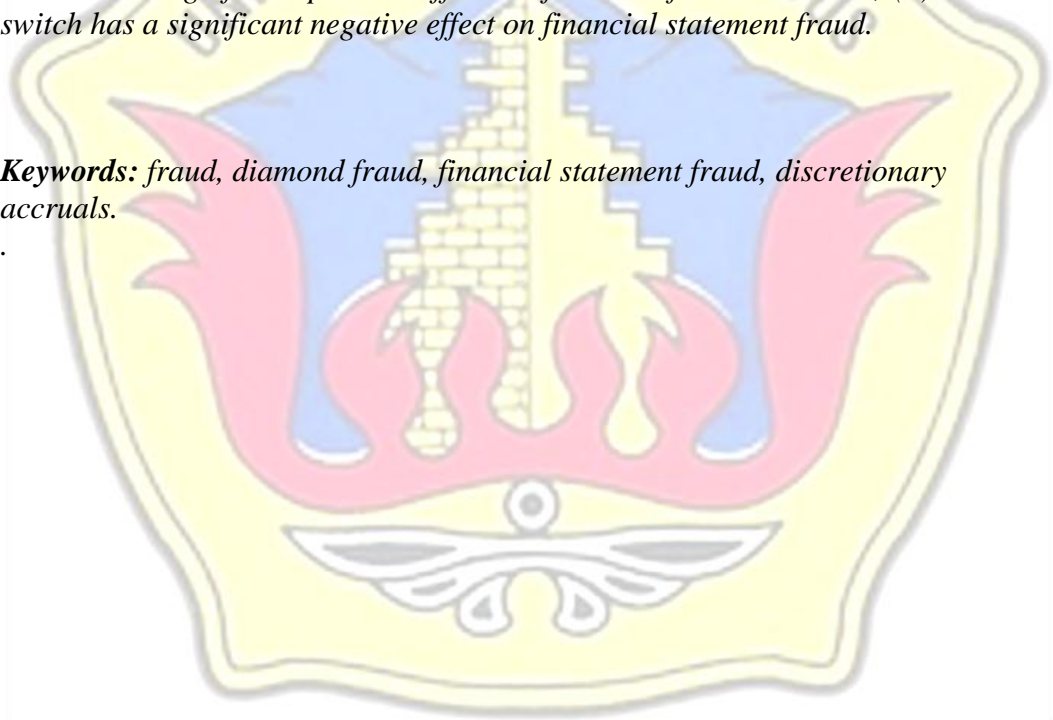 switch has a significant negative effect on financial statement fraud.
Keywords: fraud, diamond fraud, financial statement fraud, discretionary
accruals.
.